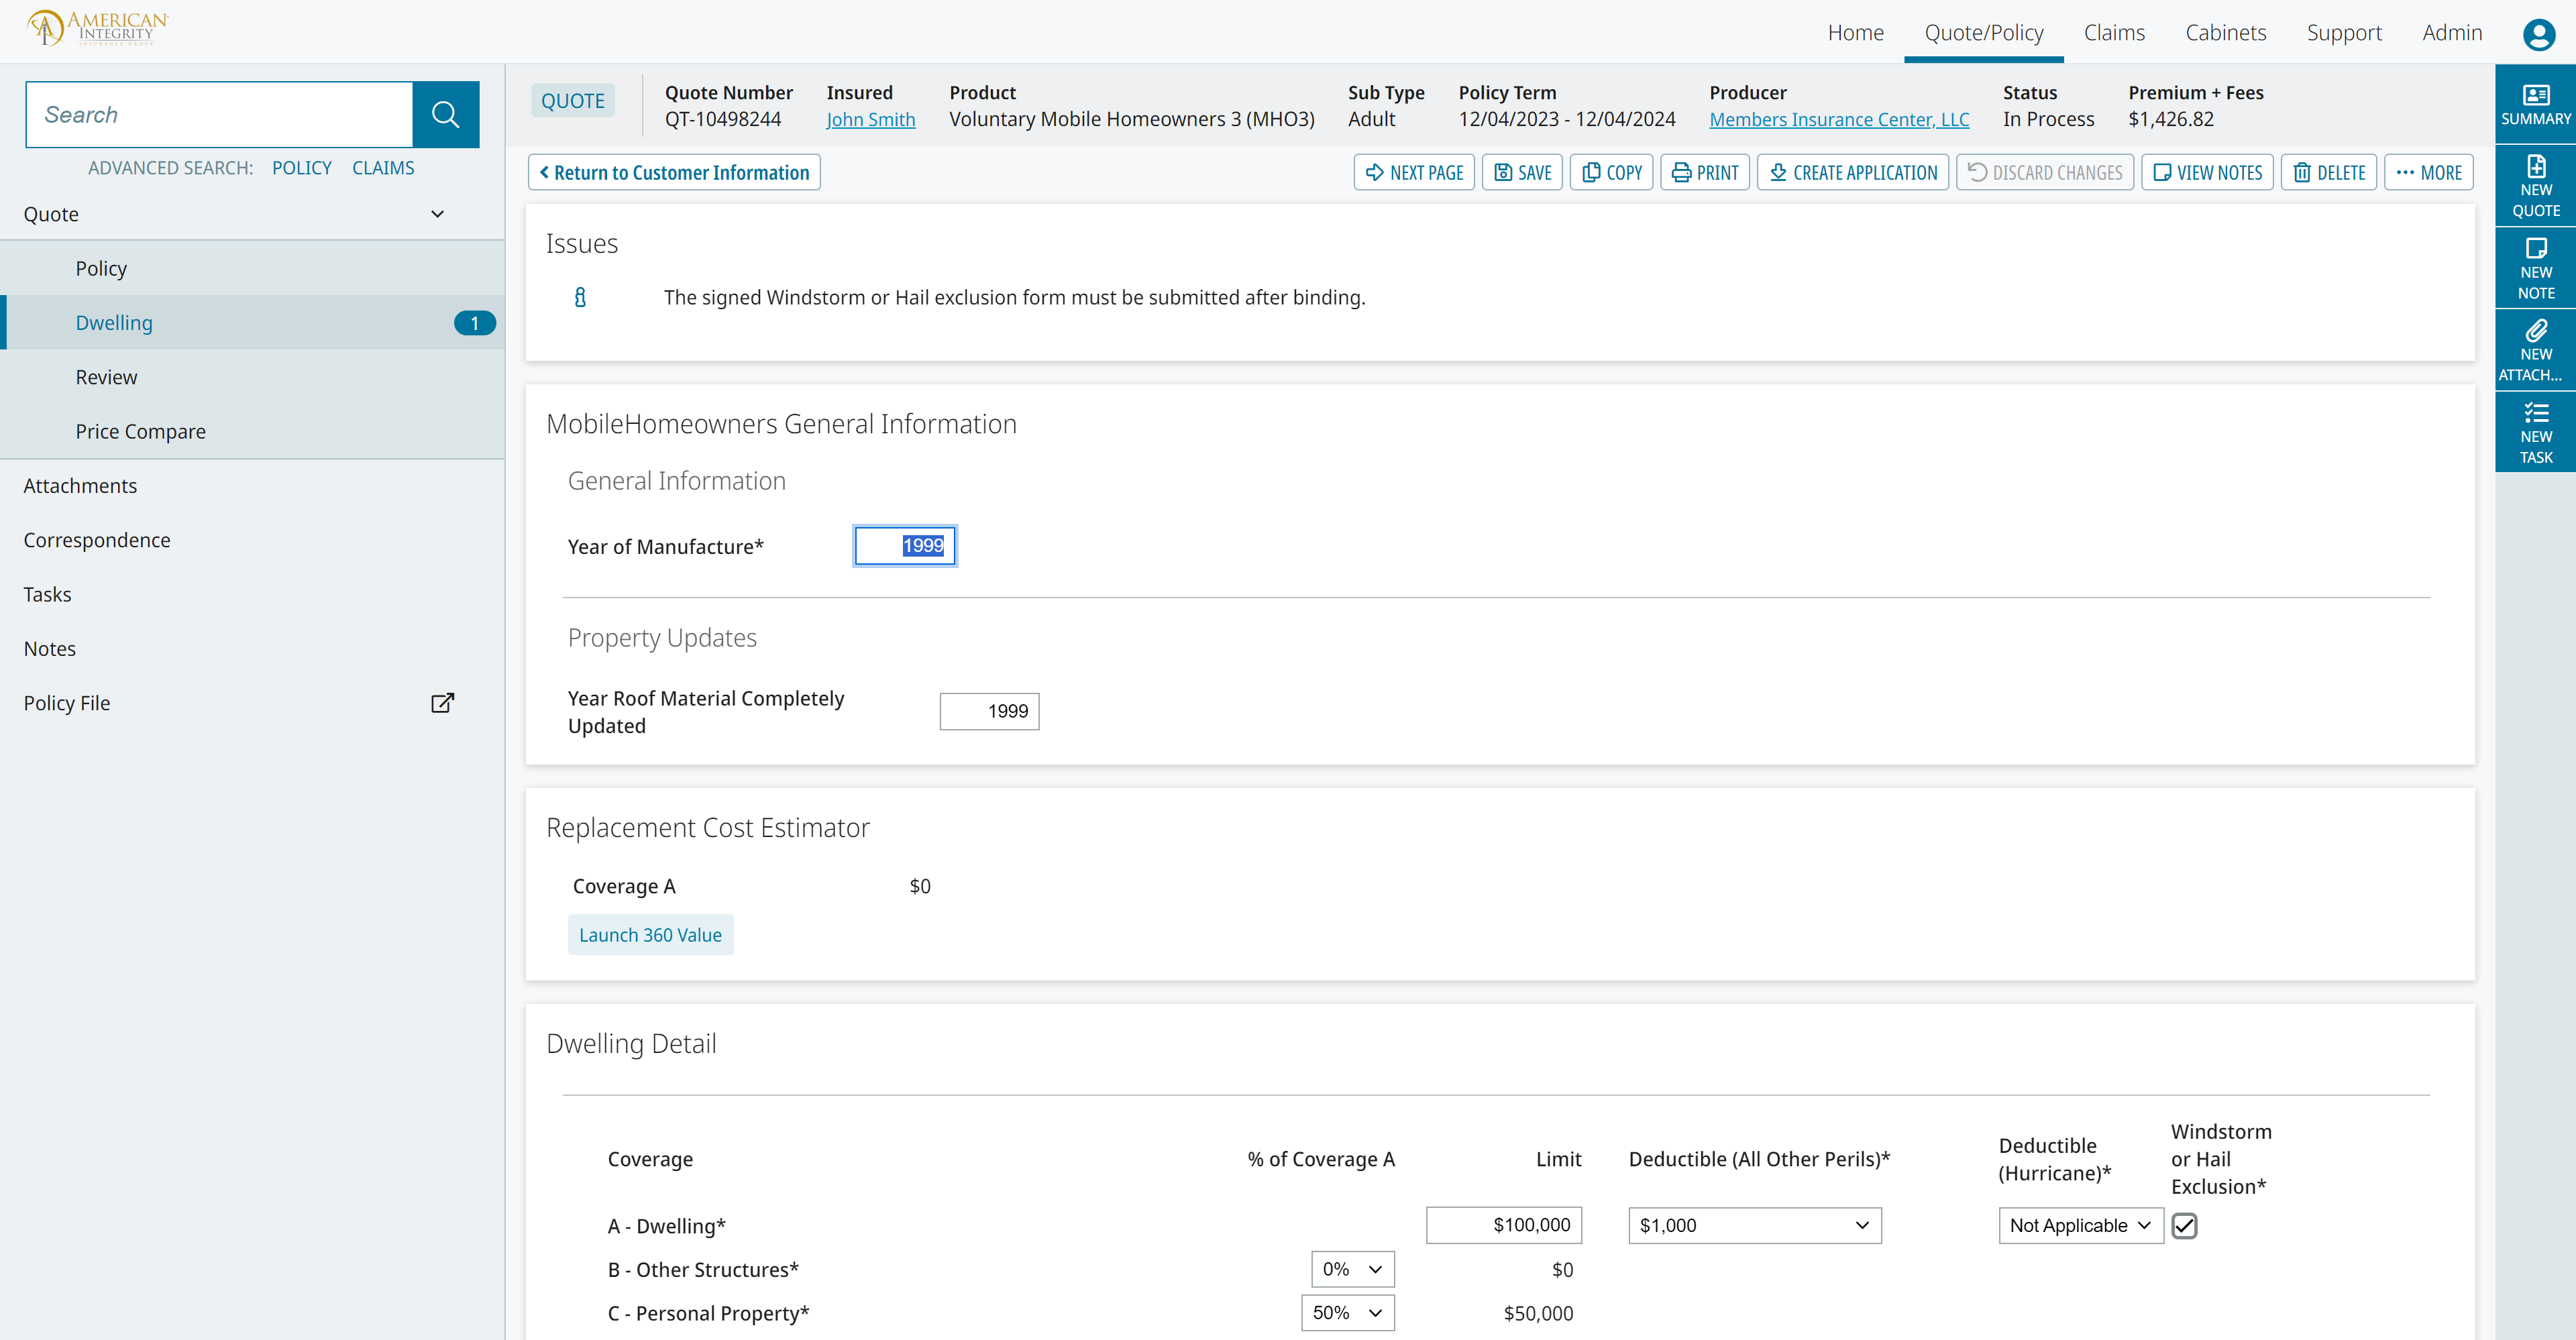 AMERICAN
INTEGRITY
INSURANCE GROUP
Home
Quote/Policy
Claims
Cabinets
Support
Admin
Search
ADVANCED SEARCH: POLICY CLAIMS
Quote
Policy
Dwelling 1
Review
Price Compare
Attachments
Correspondence
Tasks
Notes
Policy File
QUOTE
Quote Number
QT-10498244
Insured
John Smith
Product
Voluntary Mobile Homeowners 3 (MHO3)
Sub Type
Adult
Policy Term
12/04/2023 - 12/04/2024
Producer
Members Insurance Center, LLC
Status
In Process
Premium + Fees
$1,426.82
Return to Customer Information
NEXT PAGE
SAVE
COPY
PRINT
CREATE APPLICATION
DISCARD CHANGES
VIEW NOTES
DELETE
MORE
Issues
The signed Windstorm or Hail exclusion form must be submitted after binding.
MobileHomeowners General Information
General Information
Year of Manufacture* 1999
Property Updates
Year Roof Material Completely
Updated
1999
Replacement Cost Estimator
Coverage A $0
Launch 360 Value
Dwelling Detail
Coverage
% of Coverage A
Limit
Deductible (All Other Perils)*
Deductible
(Hurricane)*
Windstorm
or Hail
Exclusion*
A - Dwelling* $100,000 $1,000 Not Applicable
B - Other Structures* 0% $0
C - Personal Property* 50% $50,000
SUMMARY
NEW
QUOTE
NEW
NOTE
NEW
ATTACH...
NEW
TASK